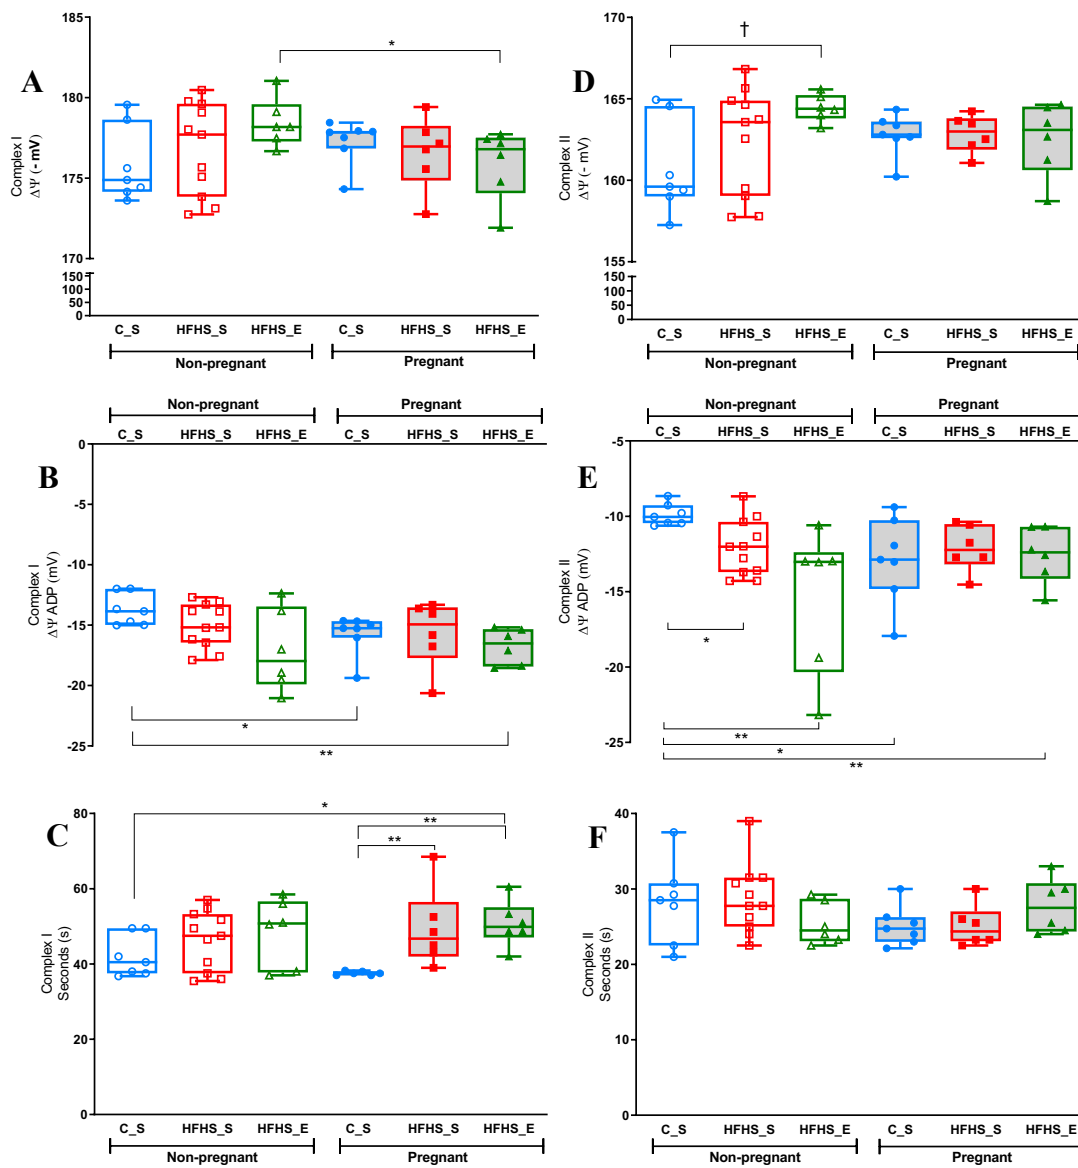 A
Complex I
ΔΨ (- mV)
185
180
175
170
150
100
50
0
*
C_S HFHS_S HFHS_E C_S HFHS_S HFHS_E
Non-pregnant Pregnant
D
Complex II
ΔΨ (- mV)
170
165
160
155
150
100
50
0
†
C_S HFHS_S HFHS_E C_S HFHS_S HFHS_E
Non-pregnant Pregnant
B
Non-pregnant Pregnant
C_S HFHS_S HFHS_E C_S HFHS_S HFHS_E
Complex I
ΔΨ ADP (mV)
0
-5
-10
-15
-20
-25
*
**
E
Non-pregnant Pregnant
C_S HFHS_S HFHS_E C_S HFHS_S HFHS_E
Complex II
ΔΨ ADP (mV)
-5
-10
-15
-20
-25
*
**
*
**
C
Complex I
Seconds (s)
80
60
40
20
0
*
**
**
C_S HFHS_S HFHS_E C_S HFHS_S HFHS_E
Non-pregnant Pregnant
F
Complex II
Seconds (s)
40
30
20
10
0
C_S HFHS_S HFHS_E C_S HFHS_S HFHS_E
Non-pregnant Pregnant